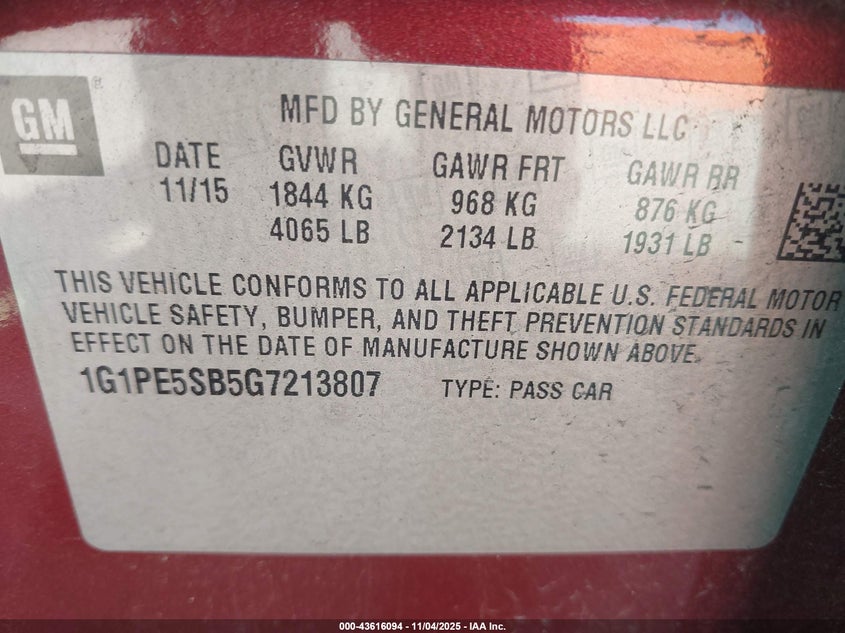 GM ®
MFD BY GENERAL MOTORS LLC
DATE GVWR GAWR FRT GAWR RR
11/15 1844 KG 968 KG 876 KG
4065 LB 2134 LB 1931 LB
THIS VEHICLE CONFORMS TO ALL APPLICABLE U.S. FEDERAL MOTOR
VEHICLE SAFETY, BUMPER, AND THEFT PREVENTION STANDARDS IN
EFFECT ON THE DATE OF MANUFACTURE SHOWN ABOVE.
1G1PE5SB5G7213807 TYPE: PASS CAR
000-43616094 - 11/04/2025 - IAA Inc.